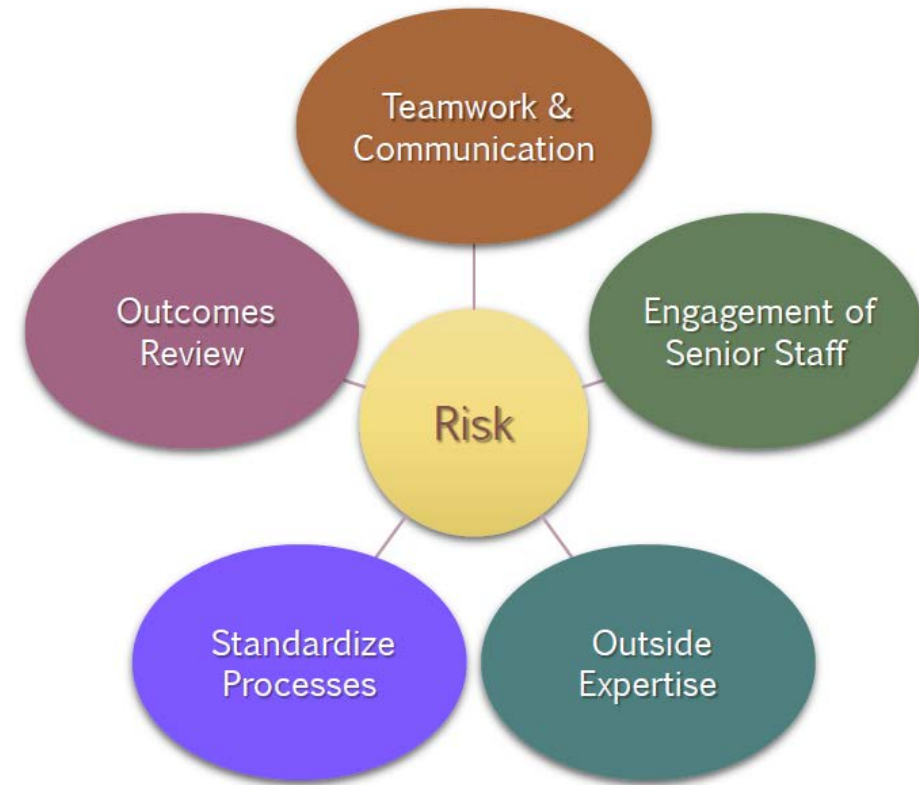 Teamwork &
Communication
Engagement of
Senior Staff
Outcomes
Review
Risk
Standardize
Processes
Outside
Expertise